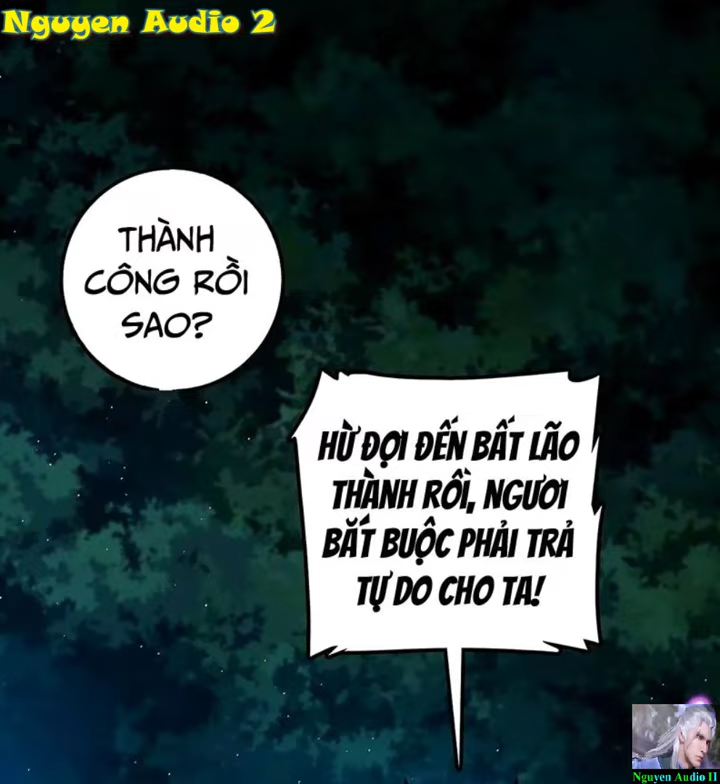 Nguyen Audio 2
THÀNH
CÔNG RỒI
SAO?
HỪ ĐỢI ĐẾN BẤT LÃO
THÀNH RỒI, NGƯƠI
BẮT BUỘC PHẢI TRẢ
TỰ DO CHO TA!
Nguyen Audio II